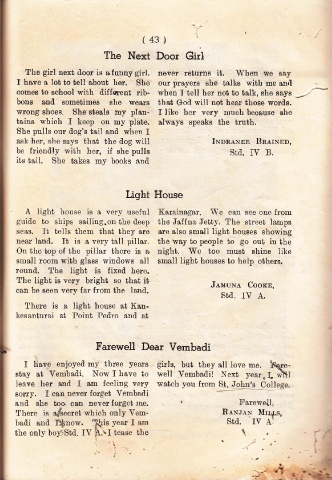 ( 43 )
The Next Door Girl
The girl next door is a funny girl.
I have a lot to tell about her. She
comes to school with different rib-
bons and sometimes she wears
wrong shoes. She steals my plan-
tains which I keep on my plate.
She pulls our dog's tail and when I
ask her, she says that the dog will
be friendly with her, if she pulls
its tail. She takes my books and
never returns it. When we say
our prayers she talks with me and
when I tell her not to talk, she says
that God will not hear those words.
I like her very much because she
always speaks the truth.
INDRANEE BRAINED,
Std. IV B.
Light House
A light house is a very useful
guide to ships sailing on the deep
seas. It tells them that they are
near land. It is a very tall pillar.
On the top of the pillar there is a
small room with glass windows all
round. The light is fixed here.
The light is very bright so that it
can be seen very far from the land.
There is a light house at Kan-
kesanturai at Point Pedro and at
Karainagar. We can see one from
the Jaffna Jetty. The street lamps
are also small light houses showing
the way to people to go out in the
night. We too must shine like
small light houses to help others.
JAMUNA COOKE,
Std. IV A.
Farewell Dear Vembadi
I have enjoyed my three years
stay at Vembadi. Now I have to
leave her and I am feeling very
sorry. I can never forget Vembadi
and she too can never forget me.
There is a secret which only Vem-
badi and I know. This year I am
the only boy Std. IV A. I tease the
girls, but they all love me. Fare-
well Vembadi! Next year I will
watch you from St. John's College.
Farewell,
RANJAN MILLS,
Std. IV A